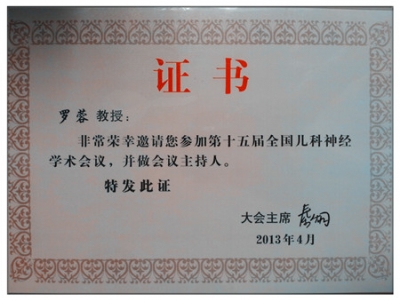 证书
罗蓉 教授：
非常荣幸邀请您参加第十五届全国儿科神经
学术会议，并做会议主持人。
特发此证
大会主席
2013年4月